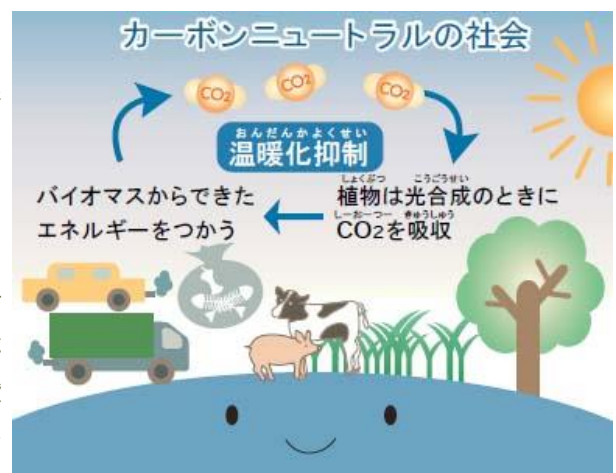 カーボンニュートラルの社会
CO2
CO2
CO2
おんだんかよくせい
温暖化抑制
バイオマスからできた
エネルギーをつかう
しょくぶつ こうごうせい
植物は光合成のときに
しーおーつー きゅうしゅう
CO2を吸収